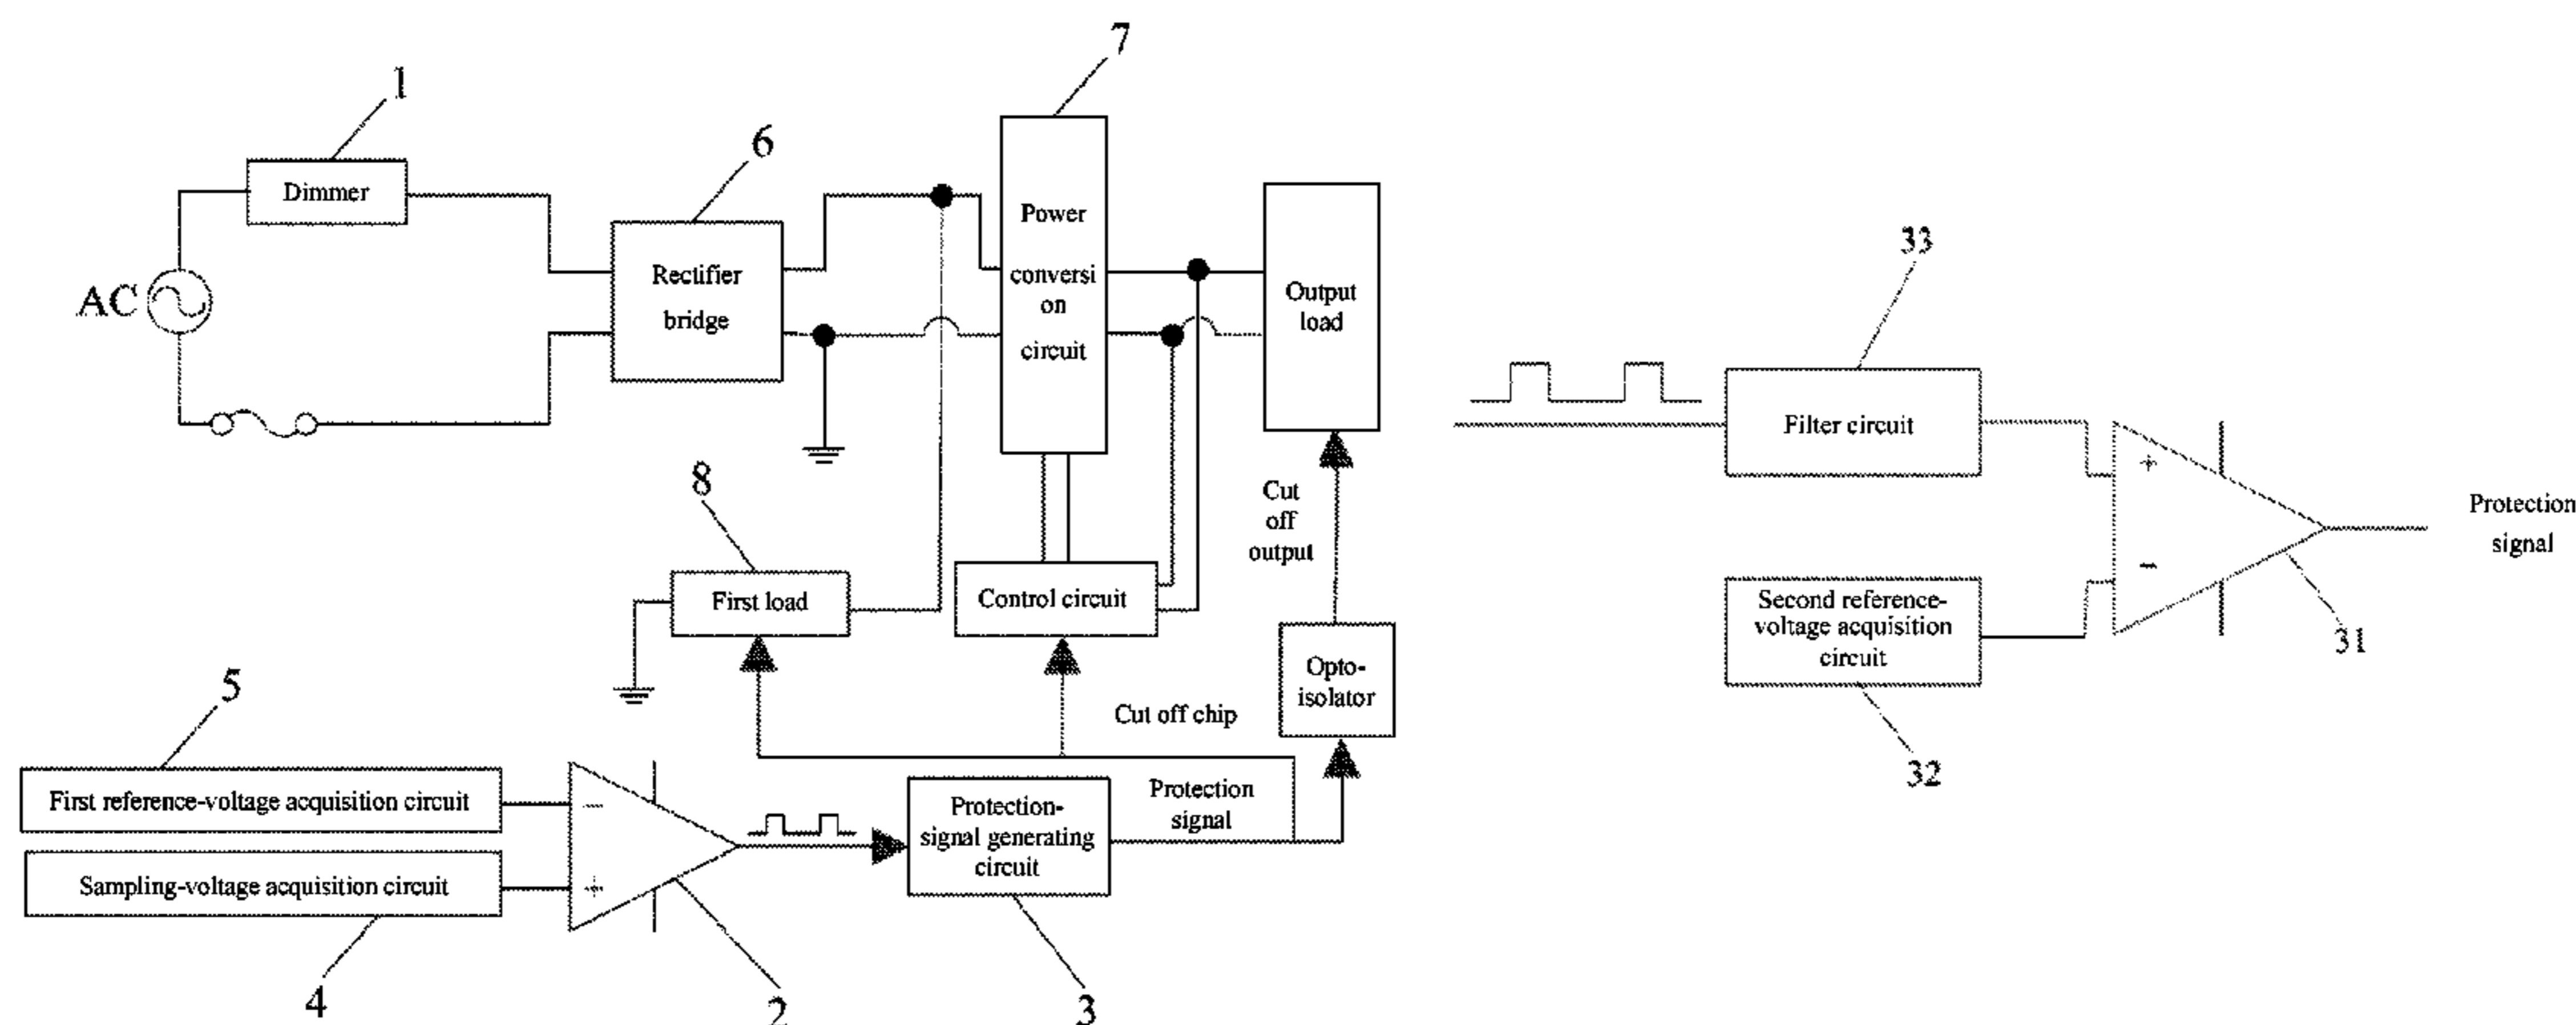 1
Dimmer
AC
6
Rectifier
bridge
7
Power
conversi
on
circuit
Output
load
Cut
off
output
8
First load
Control circuit
Opto-
isolator
Cut off chip
5
First reference-voltage acquisition circuit
Sampling-voltage acquisition circuit
4
−
+
2
Protection-
signal generating
circuit
3
Protection
signal
33
Filter circuit
Second reference-
voltage acquisition
circuit
32
+
−
31
Protection
signal